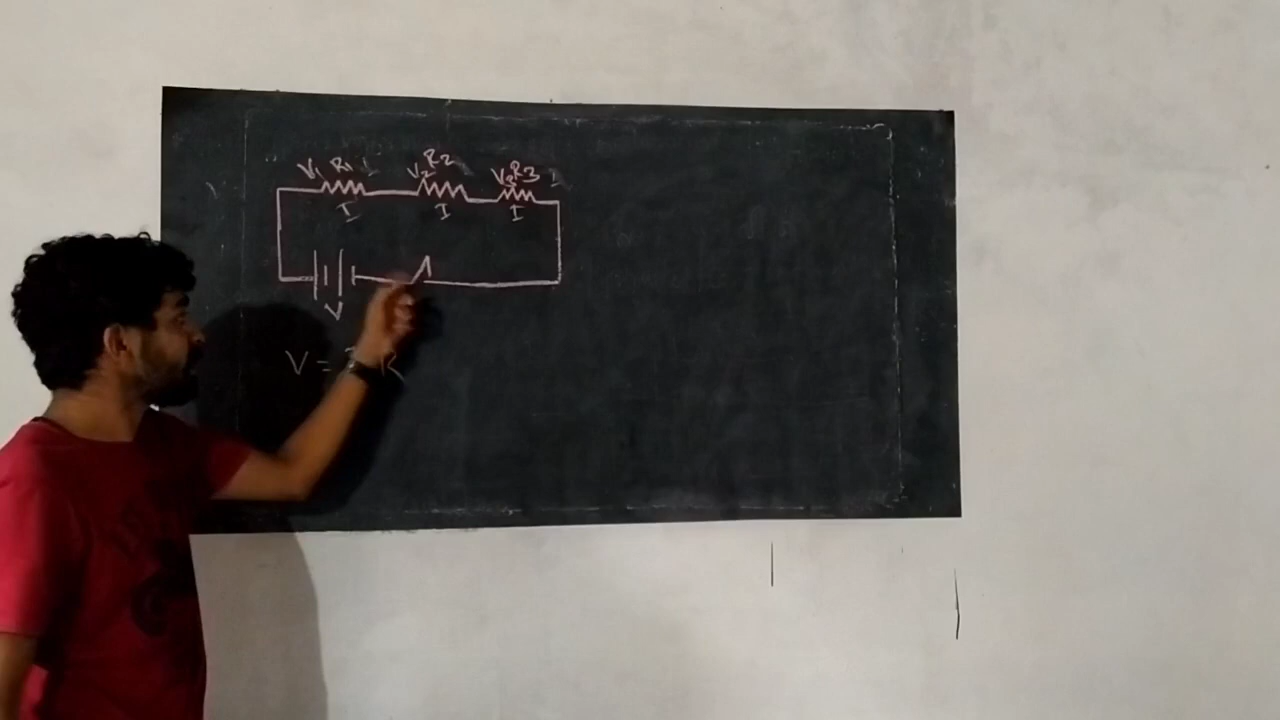 V1 R1 V2 R2 V3 R3
I I I
V
V = R